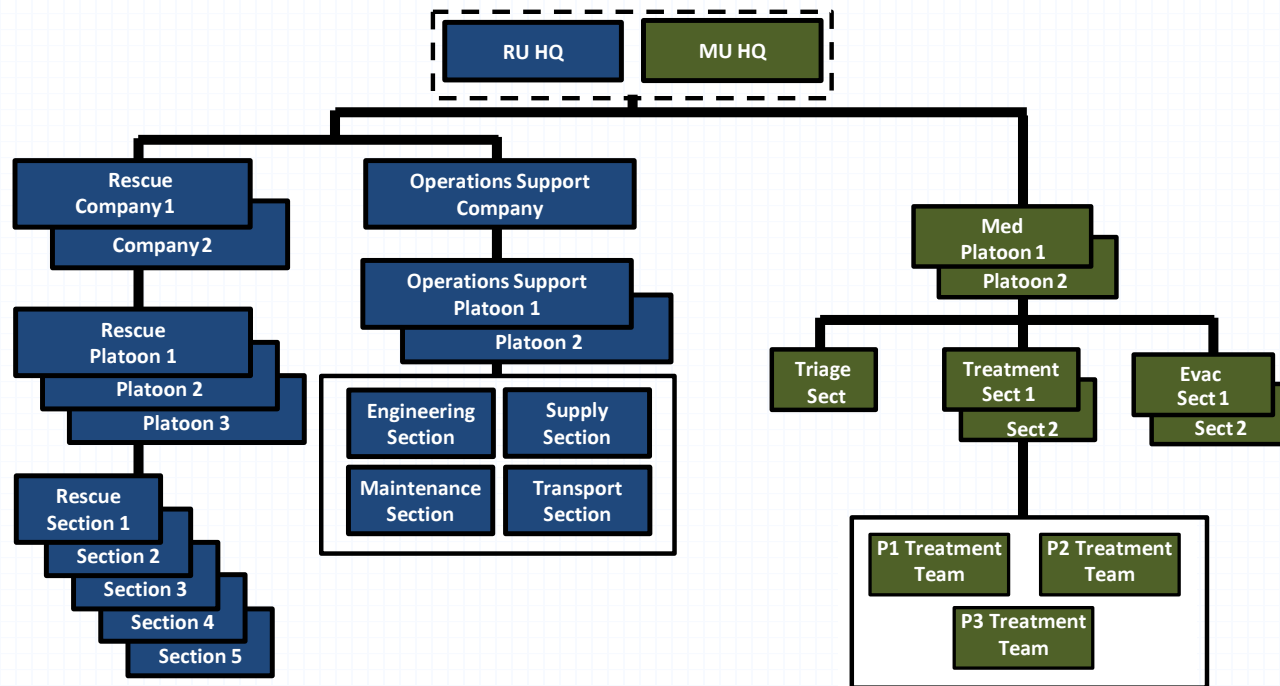 RU HQ
MU HQ
Rescue
Company 1
Company 2
Operations Support
Company
Med
Platoon 1
Platoon 2
Operations Support
Platoon 1
Platoon 2
Rescue
Platoon 1
Platoon 2
Platoon 3
Triage
Sect
Treatment
Sect 1
Sect 2
Evac
Sect 1
Sect 2
Engineering
Section
Supply
Section
Maintenance
Section
Transport
Section
Rescue
Section 1
Section 2
Section 3
Section 4
Section 5
P1 Treatment
Team
P2 Treatment
Team
P3 Treatment
Team